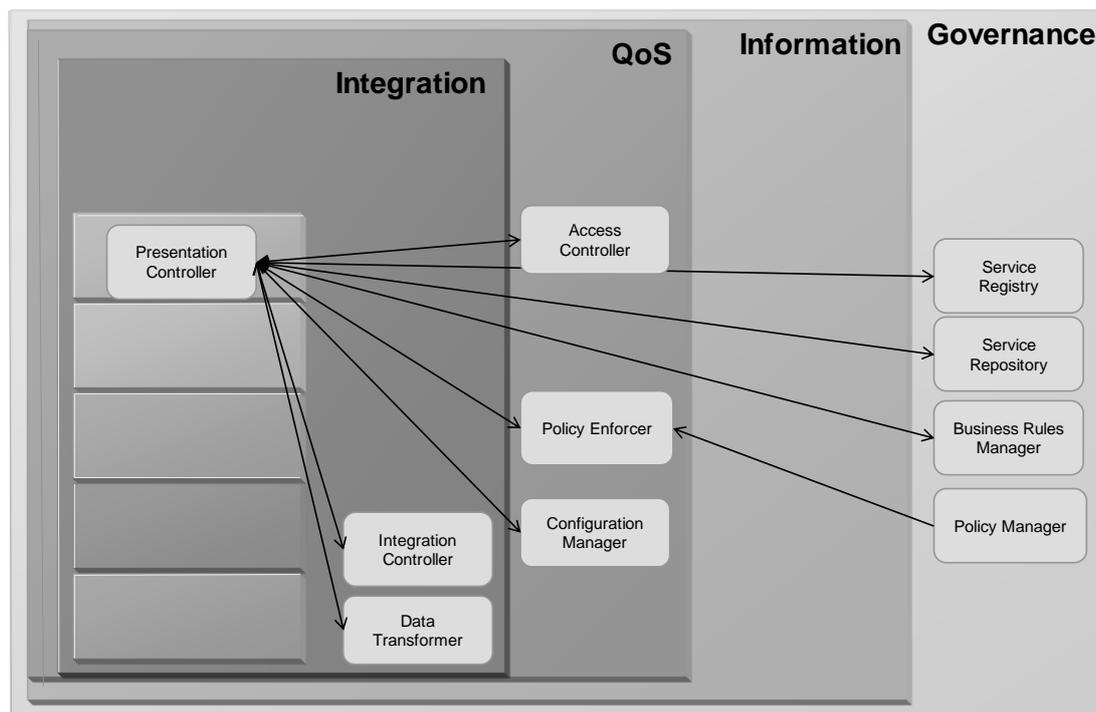 Governance
Information
QoS
Integration
Presentation
Controller
Access
Controller
Service
Registry
Service
Repository
Policy Enforcer
Business Rules
Manager
Integration
Controller
Configuration
Manager
Policy Manager
Data
Transformer